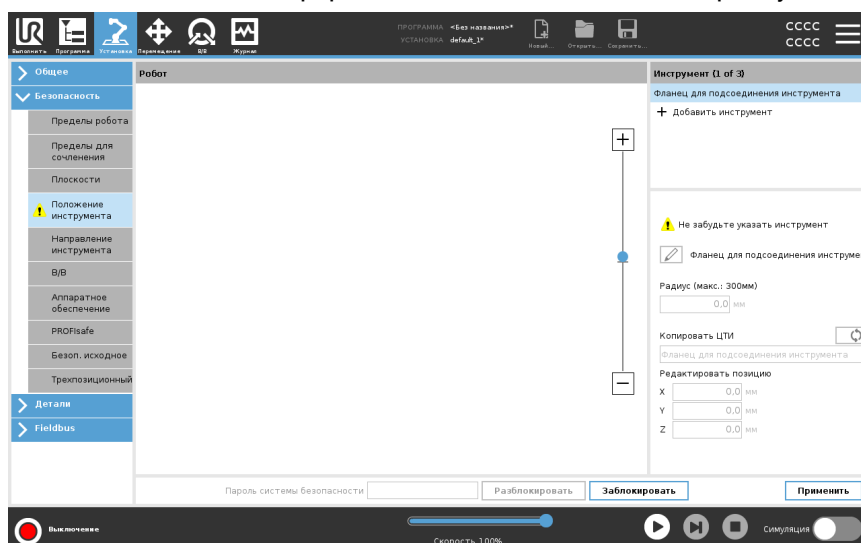 ПРОГРАММА <Без названия>*
УСТАНОВКА default_1*
Выполнить Программа Установка Перемещение В/В Журнал
Новый... Открыть... Сохранить...
CCCC
CCCC
Общее
Безопасность
Пределы робота
Пределы для
сочленения
Плоскости
Положение
инструмента
Направление
инструмента
В/В
Аппаратное
обеспечение
PROFIsafe
Безоп. исходное
Трехпозиционный
Детали
Fieldbus
Робот
Инструмент (1 of 3)
Фланец для подсоединения инструмента
Добавить инструмент
Не забудьте указать инструмент
Фланец для подсоединения инструме
Радиус (макс.: 300мм)
0,0 мм
Копировать ЦТИ
Фланец для подсоединения инструмента
Редактировать позицию
X 0,0 мм
Y 0,0 мм
Z 0,0 мм
Пароль системы безопасности Разблокировать Заблокировать Применить
Выключение
Скорость 100%
Симуляция